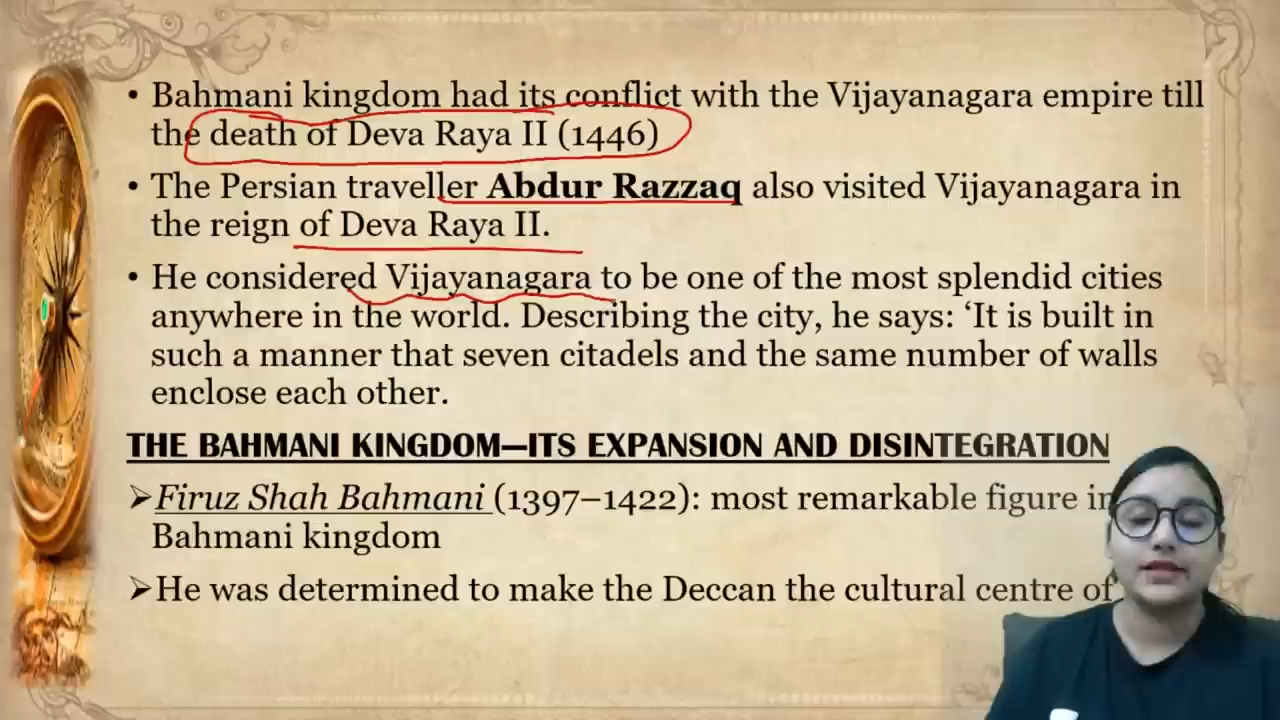 • Bahmani kingdom had its conflict with the Vijayanagara empire till
the death of Deva Raya II (1446)
• The Persian traveller Abdur Razzaq also visited Vijayanagara in
the reign of Deva Raya II.
• He considered Vijayanagara to be one of the most splendid cities
anywhere in the world. Describing the city, he says: ‘It is built in
such a manner that seven citadels and the same number of walls
enclose each other.
THE BAHMANI KINGDOM—ITS EXPANSION AND DISINTEGRATION
➢Firuz Shah Bahmani (1397–1422): most remarkable figure in
Bahmani kingdom
➢He was determined to make the Deccan the cultural centre of